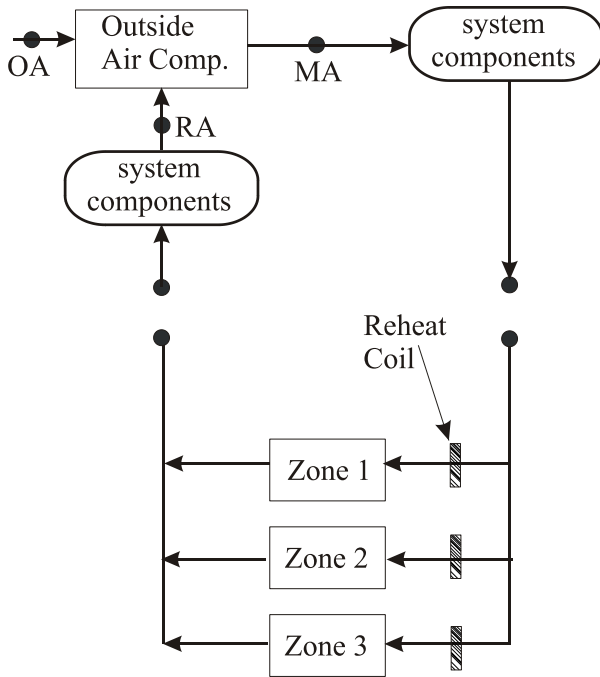 Outside
Air Comp.
OA
MA
system
components
RA
system
components
Reheat
Coil
Zone 1
Zone 2
Zone 3